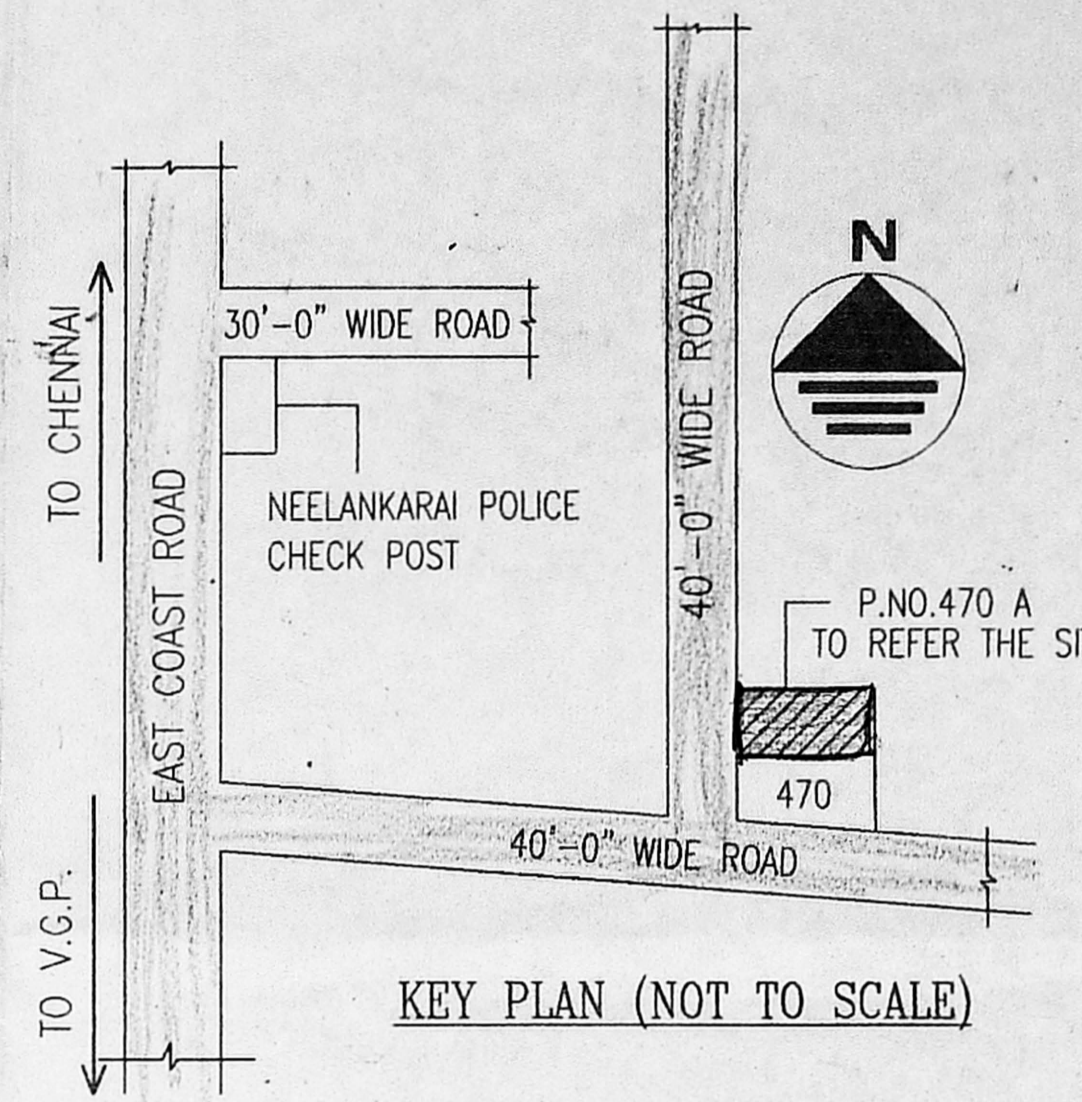 N
TO CHENNAI
30'-0" WIDE ROAD
40'-0" WIDE ROAD
EAST COAST ROAD
NEELANKARAI POLICE
CHECK POST
P.NO.470 A
TO REFER THE
470
40'-0" WIDE ROAD
TO V.G.P.
KEY PLAN (NOT TO SCALE)